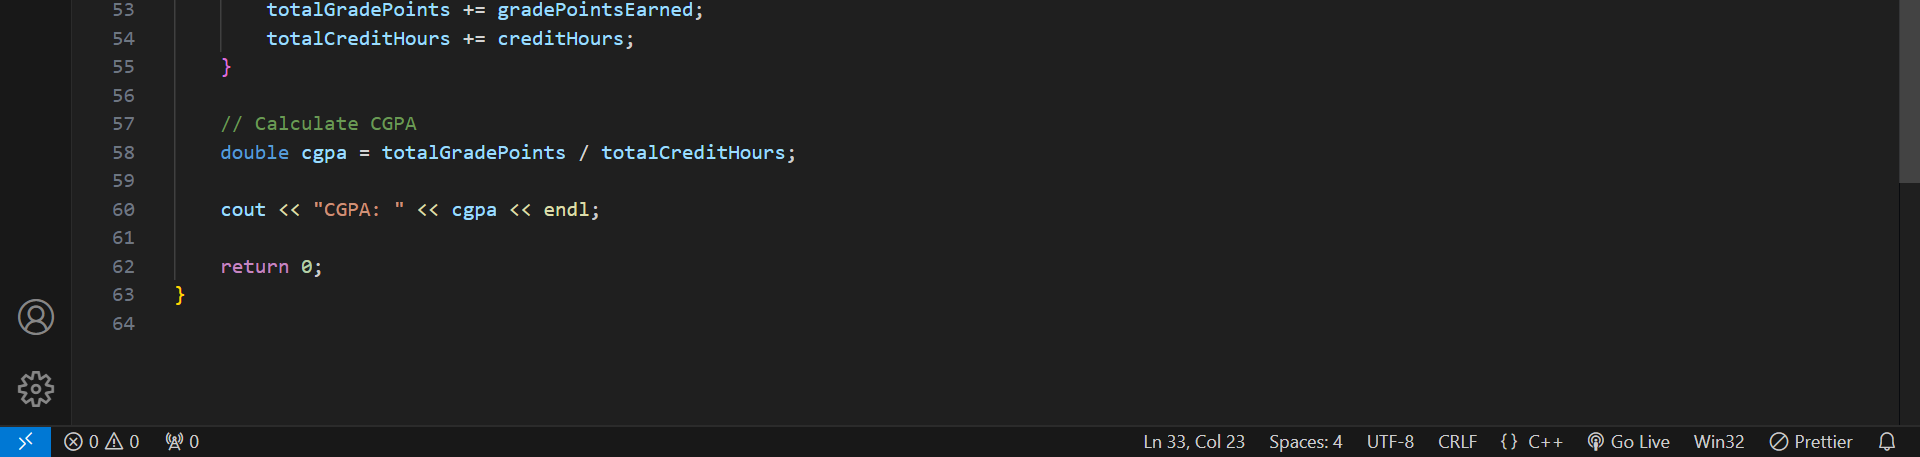 53 totalGradePoints += gradePointsEarned;
54 totalCreditHours += creditHours;
55 }
56
57 // Calculate CGPA
58 double cgpa = totalGradePoints / totalCreditHours;
59
60 cout << "CGPA: " << cgpa << endl;
61
62 return 0;
63 }
64
0 0 0 Ln 33, Col 23 Spaces: 4 UTF-8 CRLF {} C++ Go Live Win32 Prettier